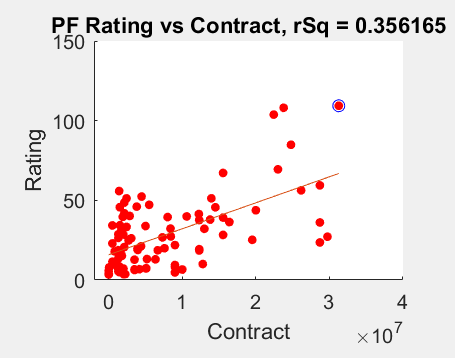 PF Rating vs Contract, rSq = 0.356165
150
100
50
0
Rating
0 1 2 3 4
×10^7
Contract